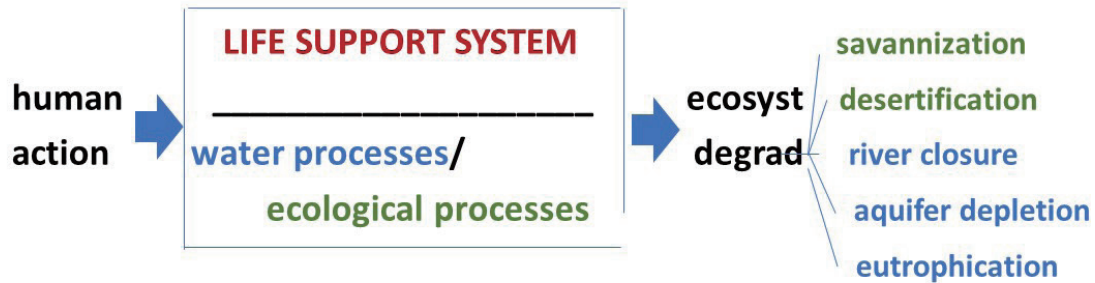 LIFE SUPPORT SYSTEM
human
action
water processes/
ecological processes
ecosyst
degrad
savannization
desertification
river closure
aquifer depletion
eutrophication